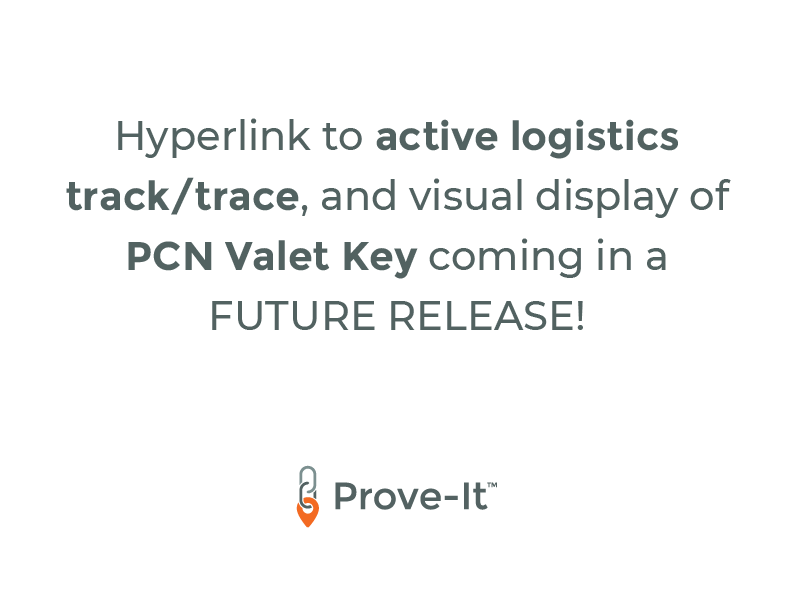 Hyperlink to active logistics
track/trace, and visual display of
PCN Valet Key coming in a
FUTURE RELEASE!
Prove-It™